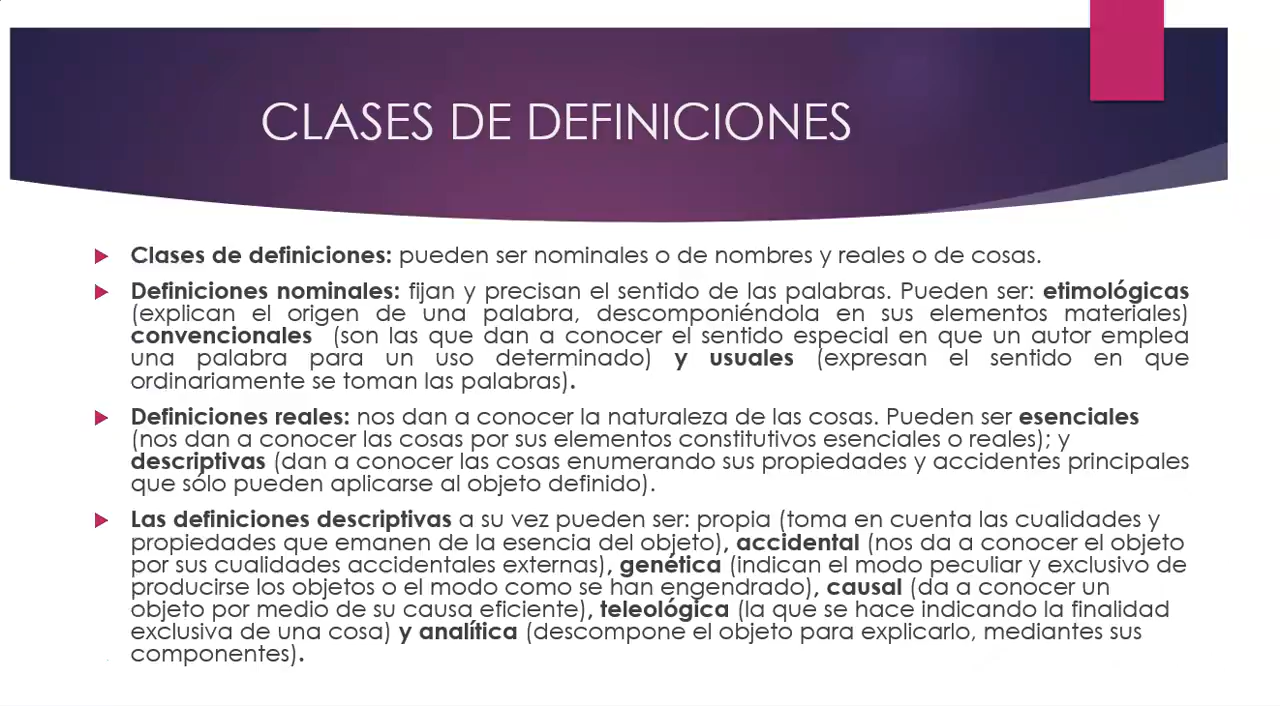 CLASES DE DEFINICIONES
Clases de definiciones: pueden ser nominales o de nombres y reales o de cosas.
Definiciones nominales: fijan y precisan el sentido de las palabras. Pueden ser: etimológicas
(explican el origen de una palabra, descomponiéndola en sus elementos materiales)
convencionales (son las que dan a conocer el sentido especial en que un autor emplea
una palabra para un uso determinado) y usuales (expresan el sentido en que
ordinariamente se toman las palabras).
Definiciones reales: nos dan a conocer la naturaleza de las cosas. Pueden ser esenciales
(nos dan a conocer las cosas por sus elementos constitutivos esenciales o reales); y
descriptivas (dan a conocer las cosas enumerando sus propiedades y accidentes principales
que sólo pueden aplicarse al objeto definido).
Las definiciones descriptivas a su vez pueden ser: propia (toma en cuenta las cualidades y
propiedades que emanen de la esencia del objeto), accidental (nos da a conocer el objeto
por sus cualidades accidentales externas), genética (indican el modo peculiar y exclusivo de
producirse los objetos o el modo como se han engendrado), causal (da a conocer un
objeto por medio de su causa eficiente), teleológica (la que se hace indicando la finalidad
exclusiva de una cosa) y analítica (descompone el objeto para explicarlo, mediantes sus
componentes).